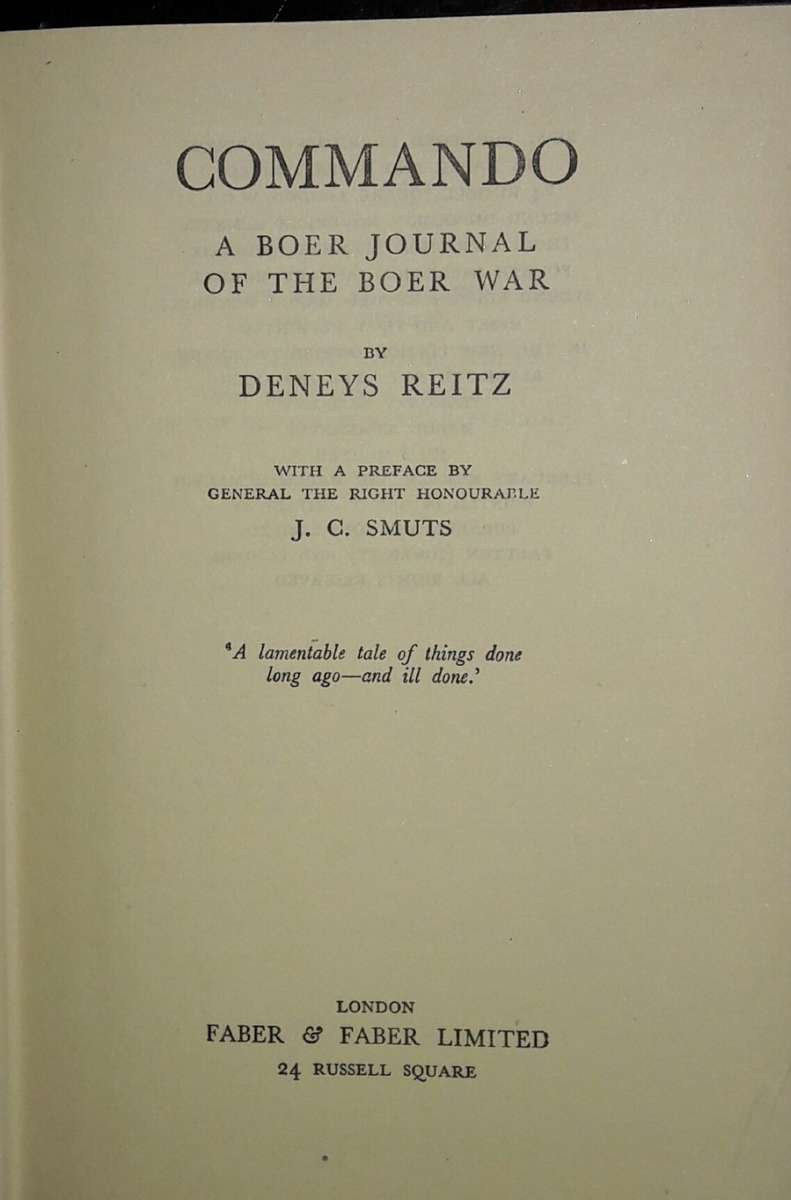 COMMANDO
A BOER JOURNAL
OF THE BOER WAR
BY
DENEYS REITZ
WITH A PREFACE BY
GENERAL THE RIGHT HONOURABLE
J. C. SMUTS
‘A lamentable tale of things done
long ago—and ill done.’
LONDON
FABER & FABER LIMITED
24 RUSSELL SQUARE